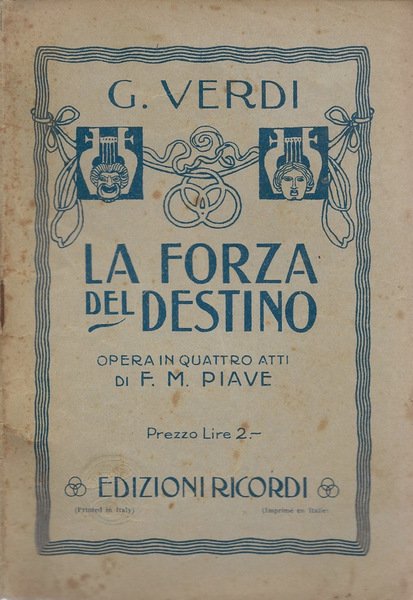 G. VERDI
LA FORZA
DEL DESTINO
OPERA IN QUATTRO ATTI
DI F. M. PIAVE
Prezzo Lire 2.-
EDIZIONI RICORDI
(Printed in Italy) (Imprimé en Italie)